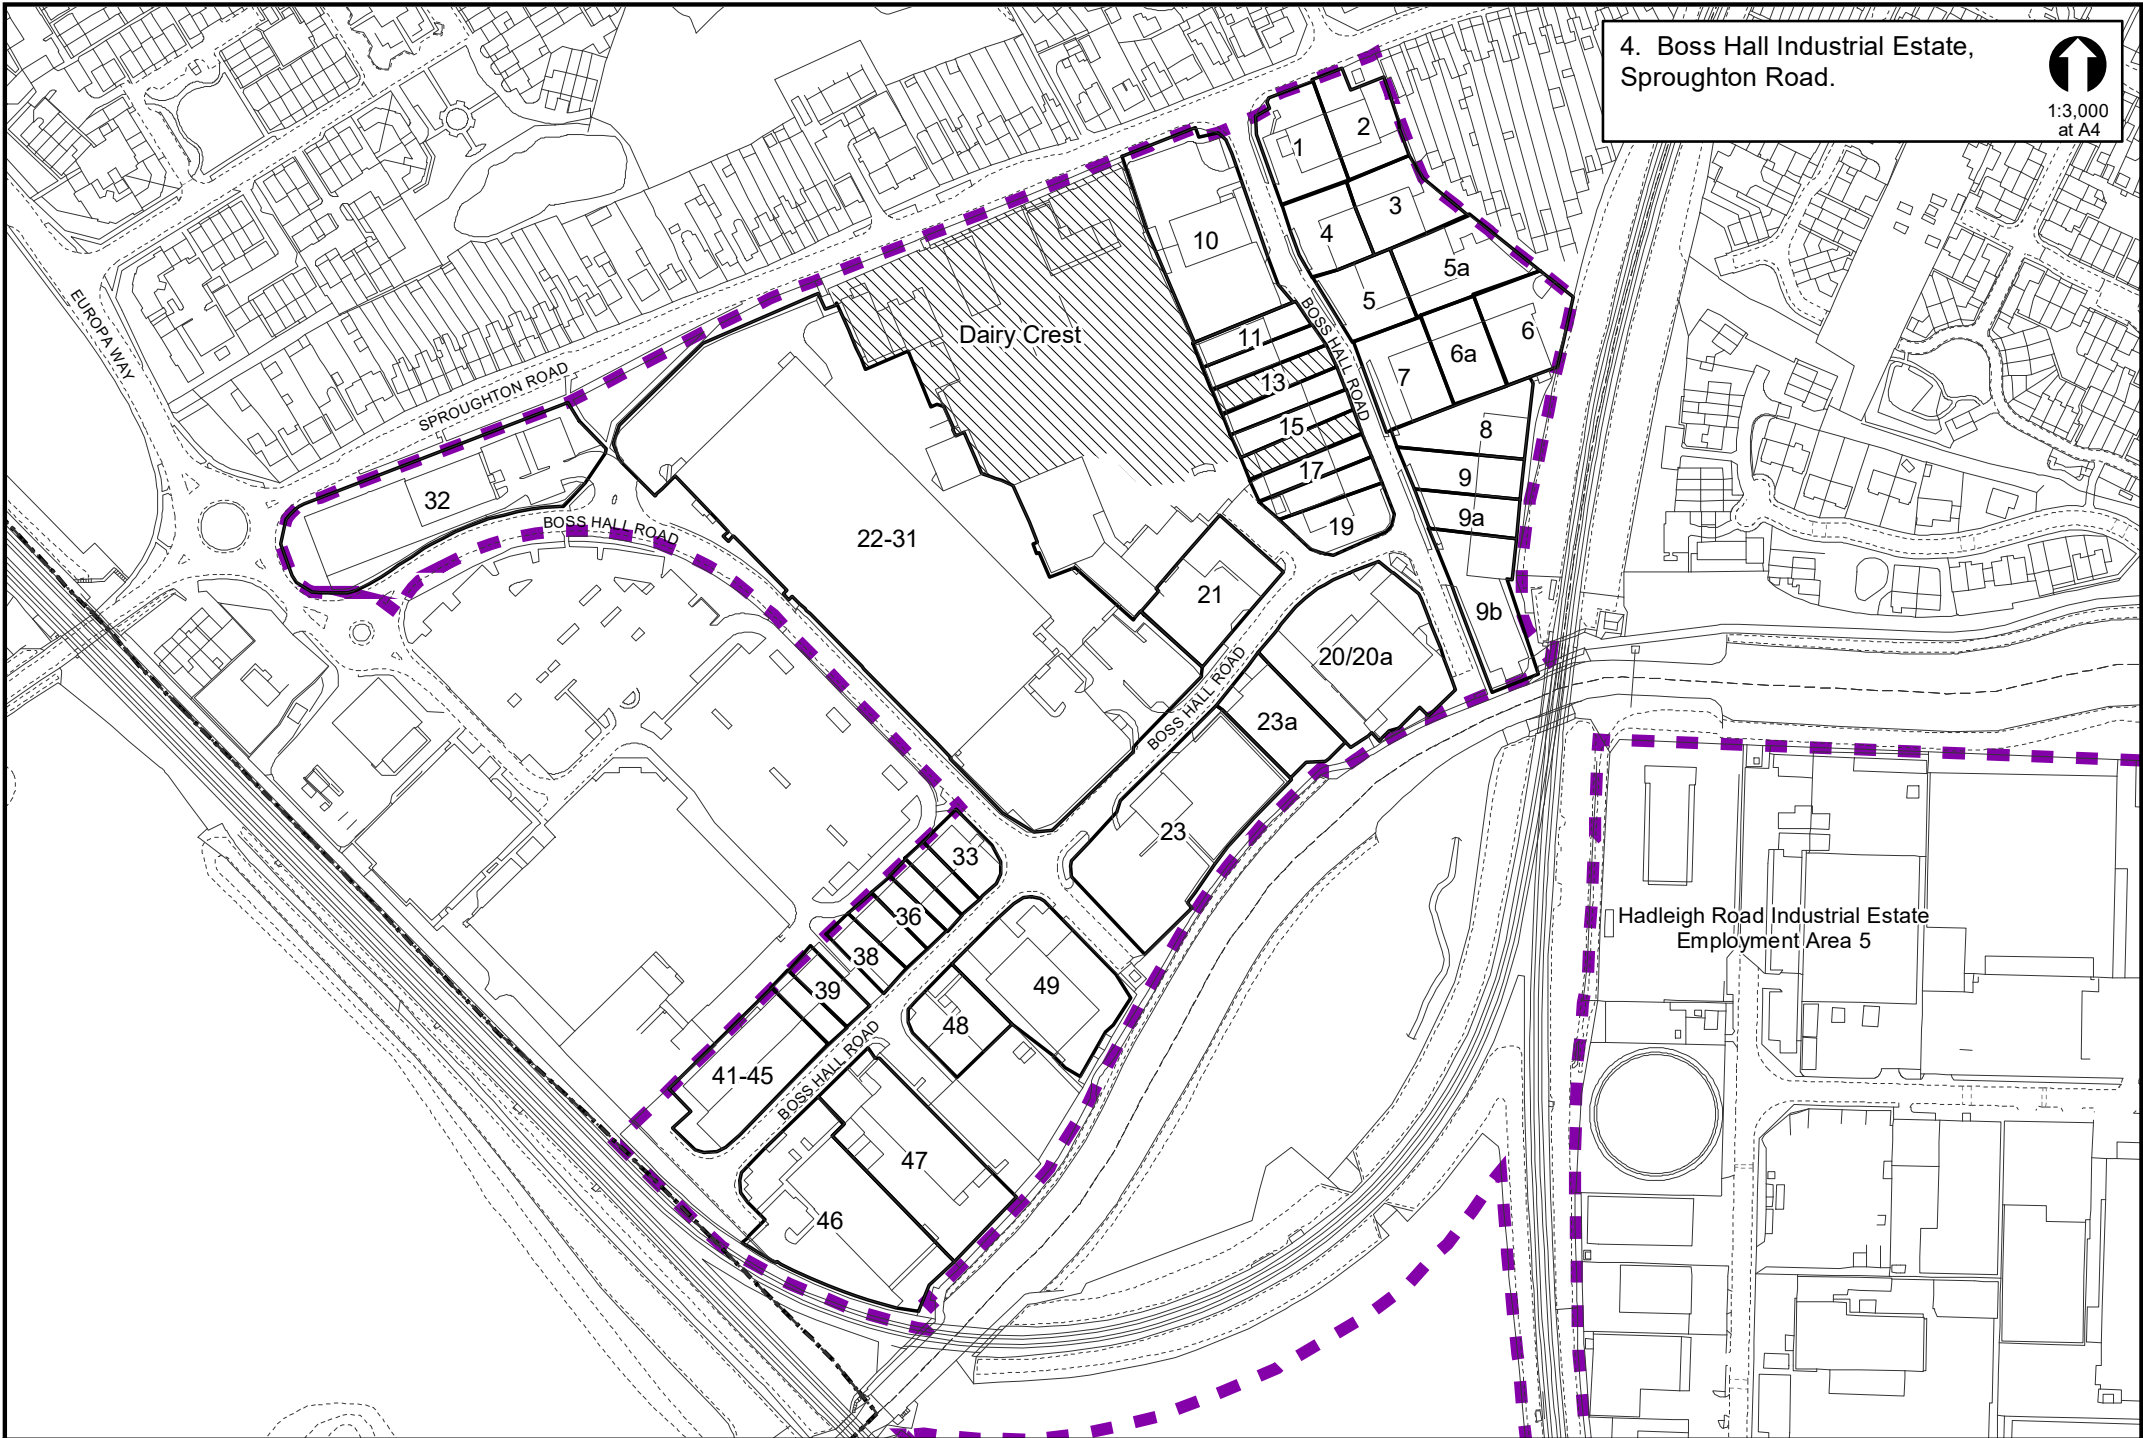 4. Boss Hall Industrial Estate,
Sproughton Road.
1:3,000
at A4
1
2
3
4
10
5a
5
6
6a
7
11
13
15
17
19
8
9
9a
9b
Dairy Crest
BOSS HALL ROAD
EUROPA WAY
SPROUGHTON ROAD
32
BOSS HALL ROAD
22-31
21
20/20a
BOSS HALL ROAD
23a
23
33
36
38
39
49
48
41-45
BOSS HALL ROAD
47
46
Hadleigh Road Industrial Estate
Employment Area 5